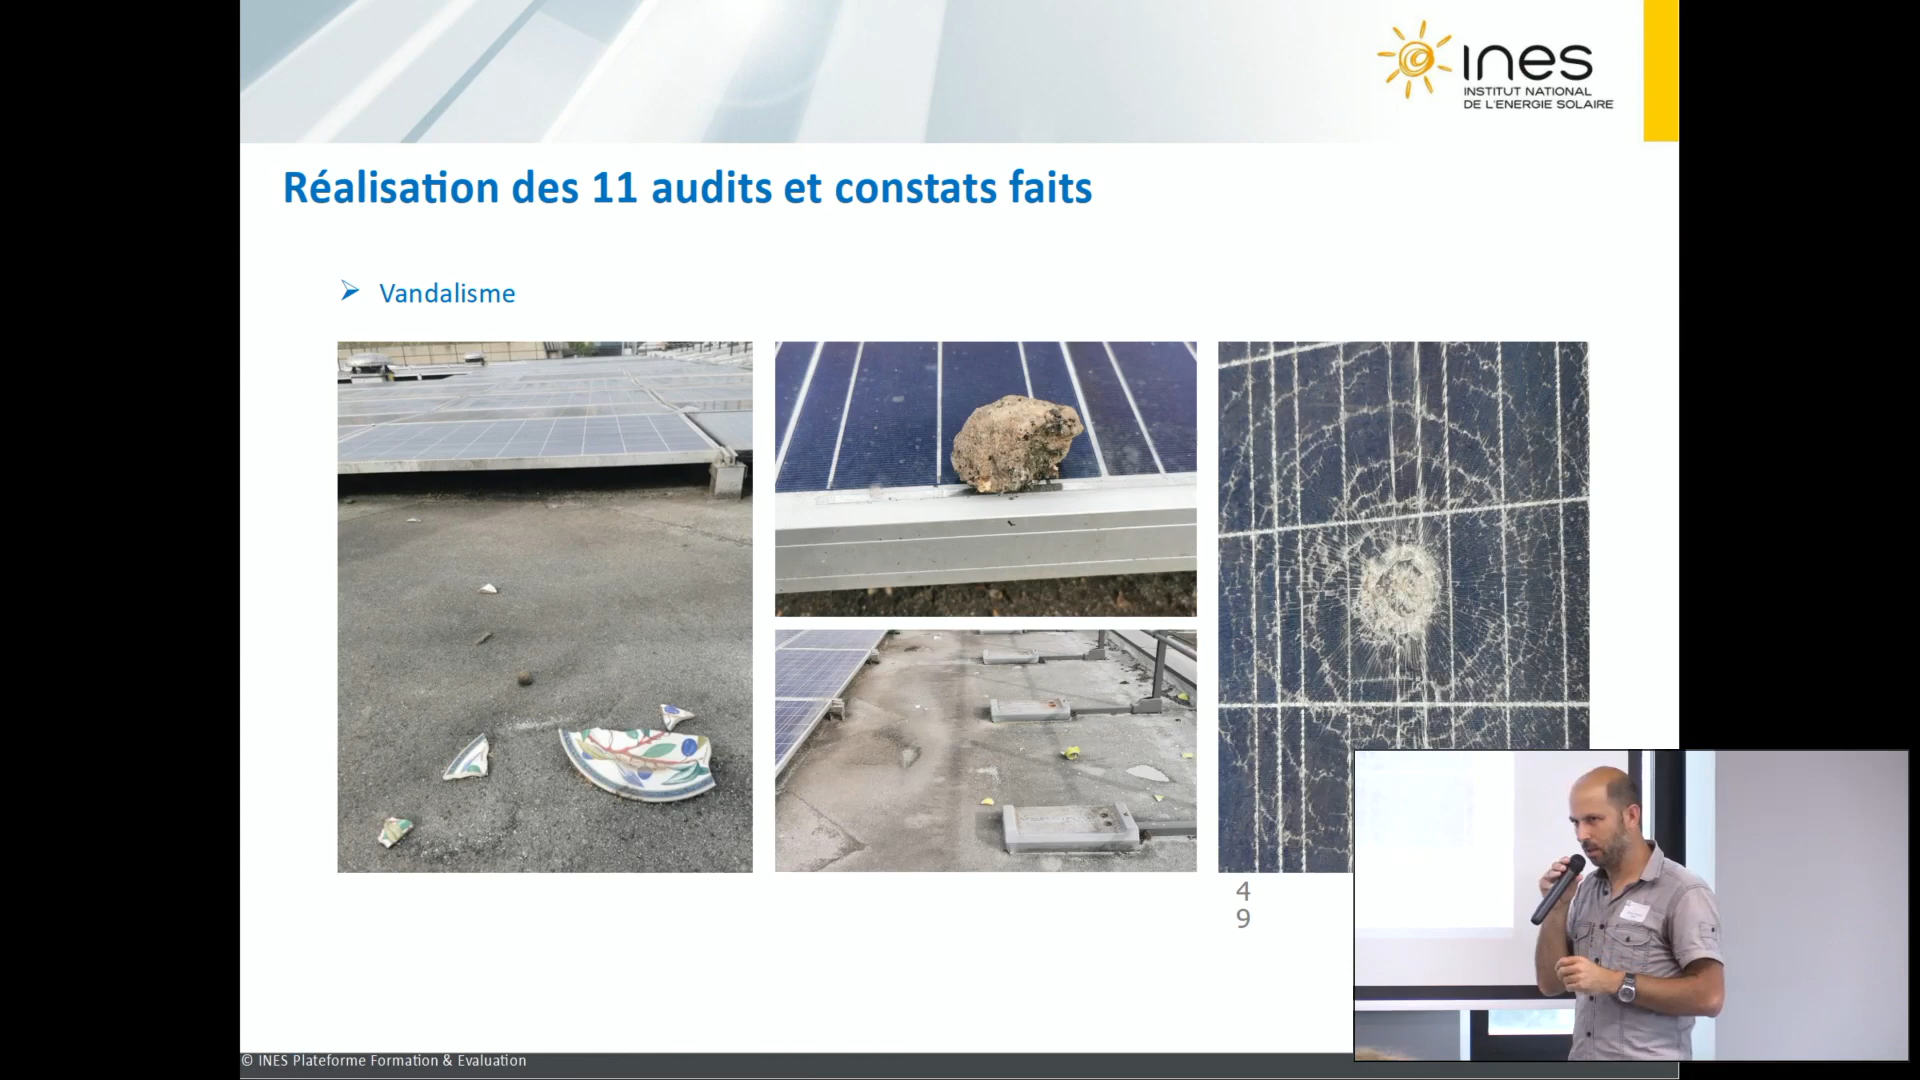 ines
INSTITUT NATIONAL
DE L'ENERGIE SOLAIRE
Réalisation des 11 audits et constats faits
Vandalisme
4
9
© INES Plateforme Formation & Evaluation